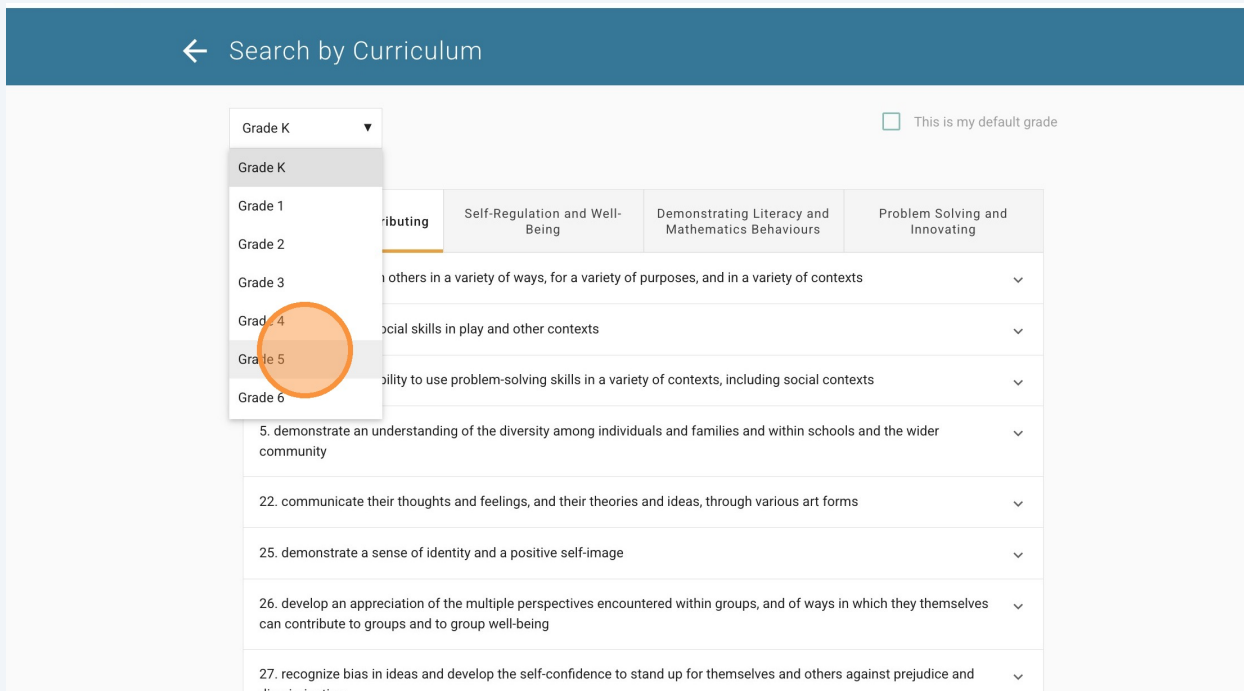 Search by Curriculum
Grade K ▼
This is my default grade
Grade K
Grade 1
Grade 2
Grade 3
Grade 4
Grade 5
Grade 6
ributing
Self-Regulation and Well-
Being
Demonstrating Literacy and
Mathematics Behaviours
Problem Solving and
Innovating
others in a variety of ways, for a variety of purposes, and in a variety of contexts
ocial skills in play and other contexts
bility to use problem-solving skills in a variety of contexts, including social contexts
5. demonstrate an understanding of the diversity among individuals and families and within schools and the wider
community
22. communicate their thoughts and feelings, and their theories and ideas, through various art forms
25. demonstrate a sense of identity and a positive self-image
26. develop an appreciation of the multiple perspectives encountered within groups, and of ways in which they themselves
can contribute to groups and to group well-being
27. recognize bias in ideas and develop the self-confidence to stand up for themselves and others against prejudice and